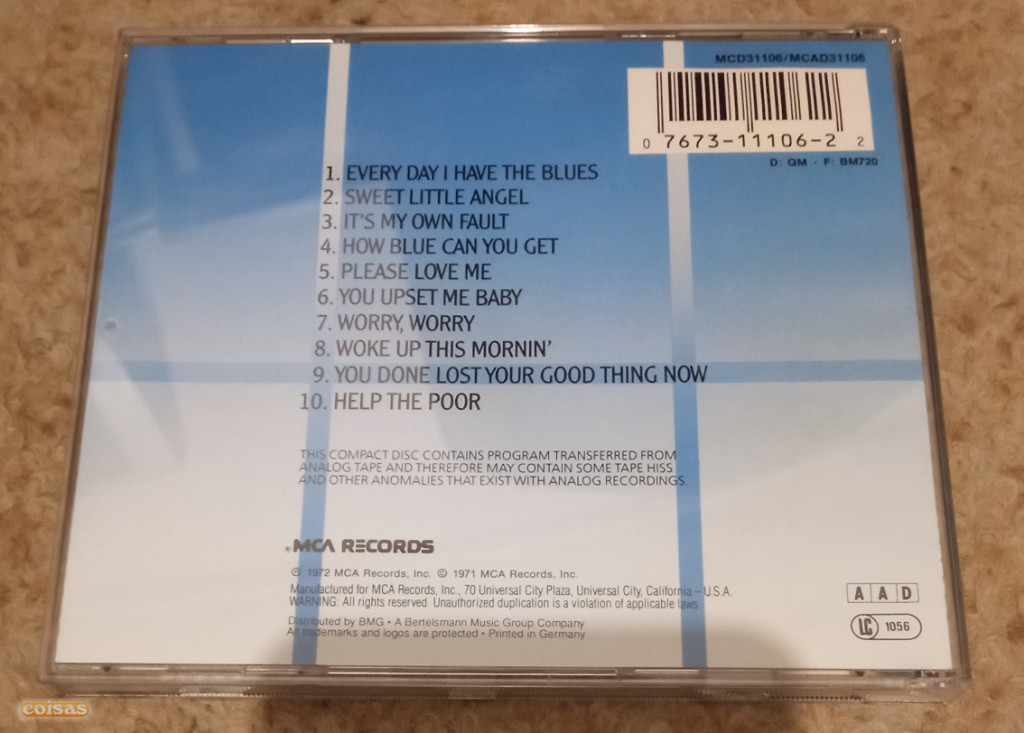 MCD31106/MCAD31106
0 7673-11106-2 2
D: QM · F: BM720
1. EVERY DAY I HAVE THE BLUES
2. SWEET LITTLE ANGEL
3. IT'S MY OWN FAULT
4. HOW BLUE CAN YOU GET
5. PLEASE LOVE ME
6. YOU UPSET ME BABY
7. WORRY, WORRY
8. WOKE UP THIS MORNIN'
9. YOU DONE LOST YOUR GOOD THING NOW
10. HELP THE POOR
THIS COMPACT DISC CONTAINS PROGRAM TRANSFERRED FROM
ANALOG TAPE AND THEREFORE MAY CONTAIN SOME TAPE HISS
AND OTHER ANOMALIES THAT EXIST WITH ANALOG RECORDINGS.
MCA RECORDS
℗ 1972 MCA Records, Inc. © 1971 MCA Records, Inc.
Manufactured for MCA Records, Inc., 70 Universal City Plaza, Universal City, California – U.S.A.
WARNING: All rights reserved. Unauthorized duplication is a violation of applicable laws.
Distributed by BMG • A Bertelsmann Music Group Company
All trademarks and logos are protected • Printed in Germany
A A D
LC 1056
coisas